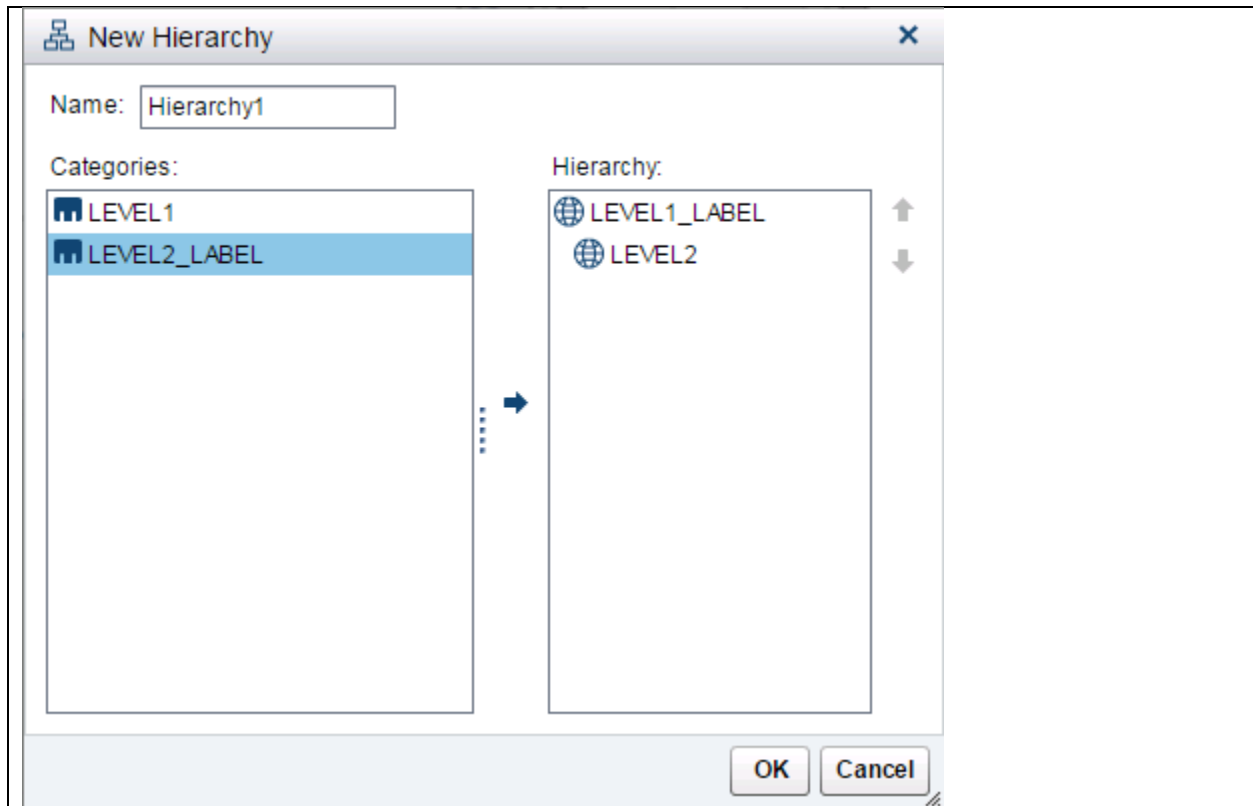 New Hierarchy
Name: Hierarchy1
Categories:
LEVEL1
LEVEL2_LABEL
Hierarchy:
LEVEL1_LABEL
LEVEL2
OK Cancel